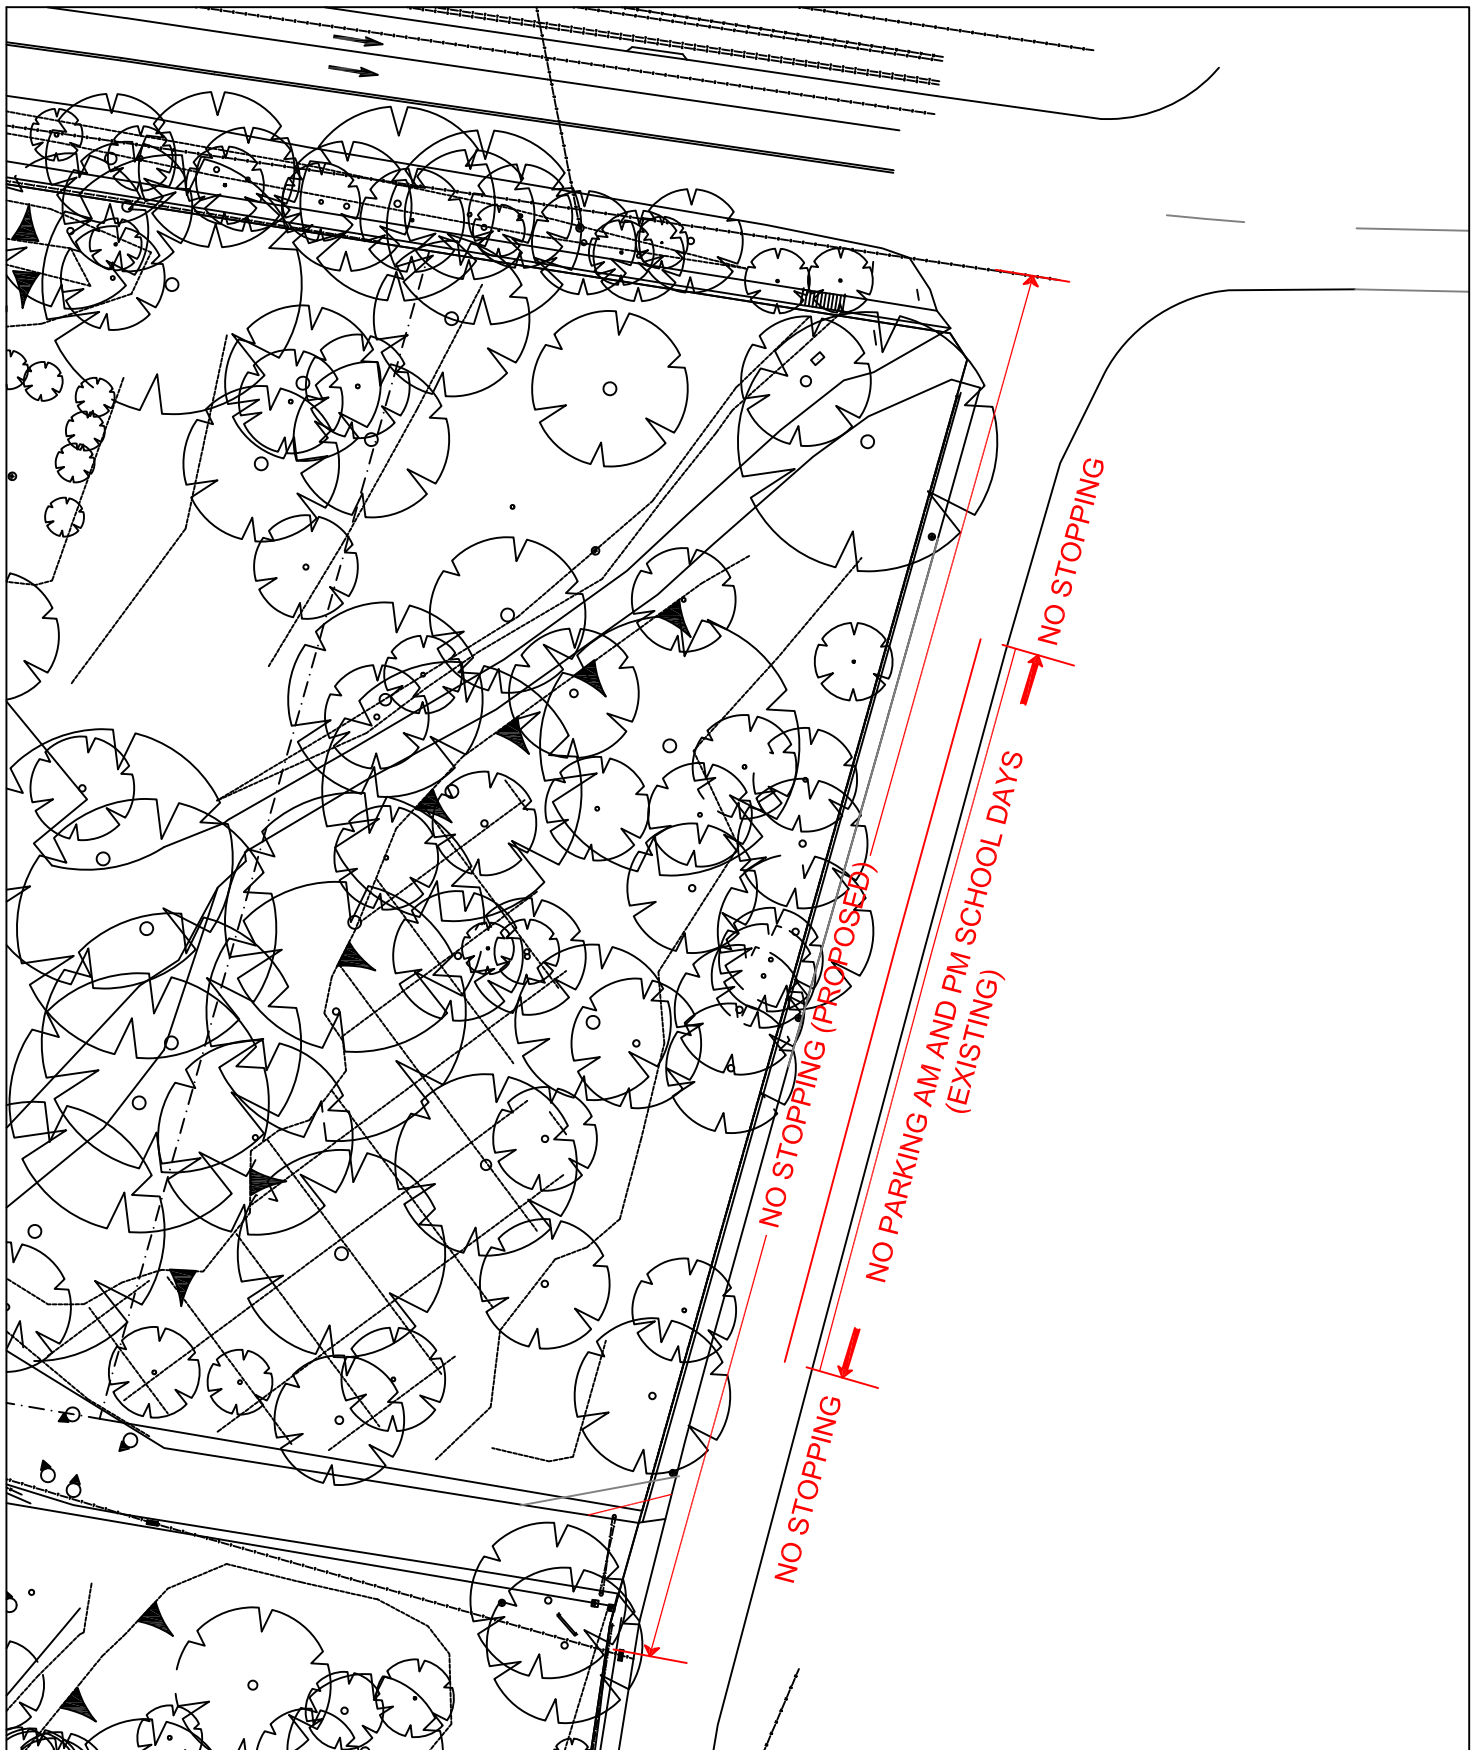 NO STOPPING
NO PARKING AM AND PM SCHOOL DAYS
(EXISTING)
NO STOPPING (PROPOSED)
NO STOPPING